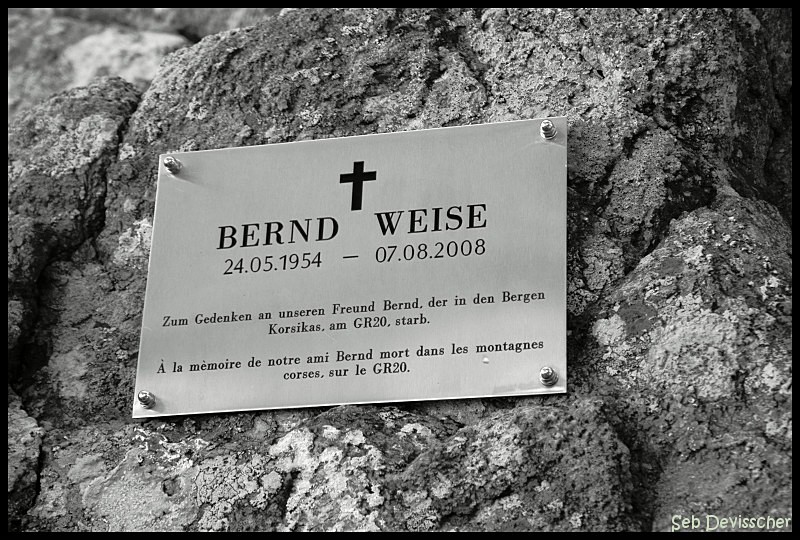 BERND WEISE
24.05.1954 – 07.08.2008
Zum Gedenken an unseren Freund Bernd, der in den Bergen
Korsikas, am GR20, starb.
À la mèmoire de notre ami Bernd mort dans les montagnes
corses, sur le GR20.
Seb Devisscher